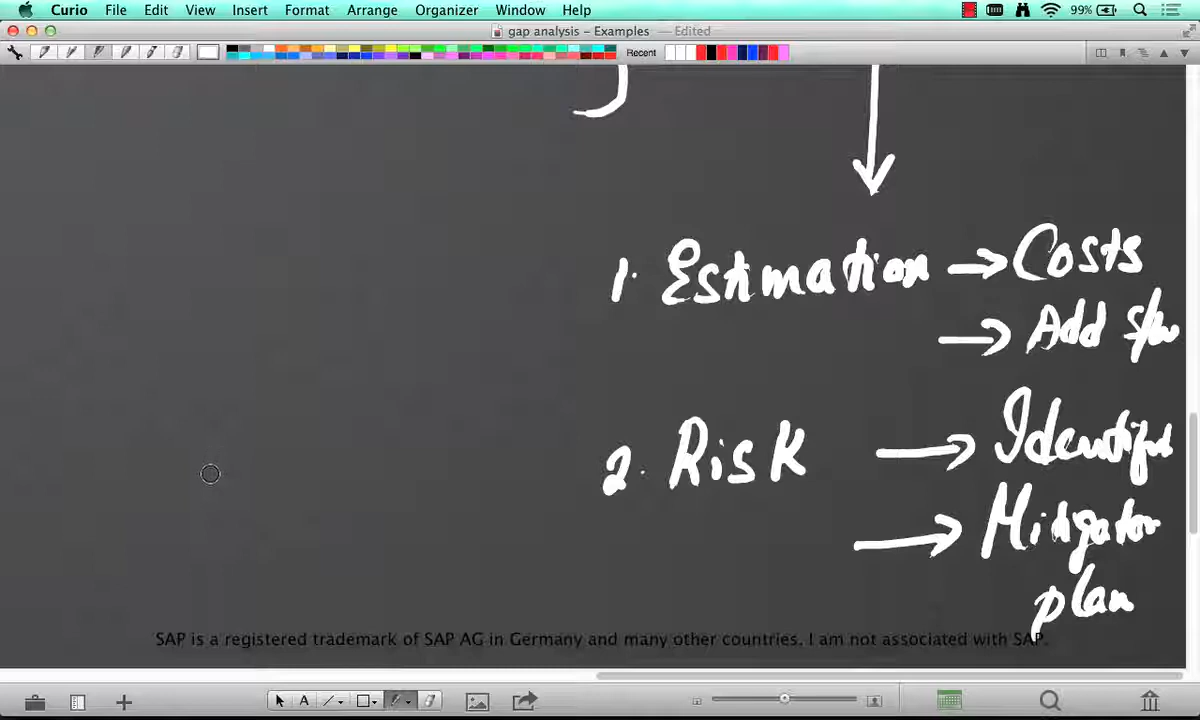 Curio File Edit View Insert Format Arrange Organizer Window Help 99%
gap analysis – Examples — Edited
Recent
1. Estimation → Costs
→ Add
2. Risk →
→ Mitigation
plan
SAP is a registered trademark of SAP AG in Germany and many other countries. I am not associated with SAP.
A